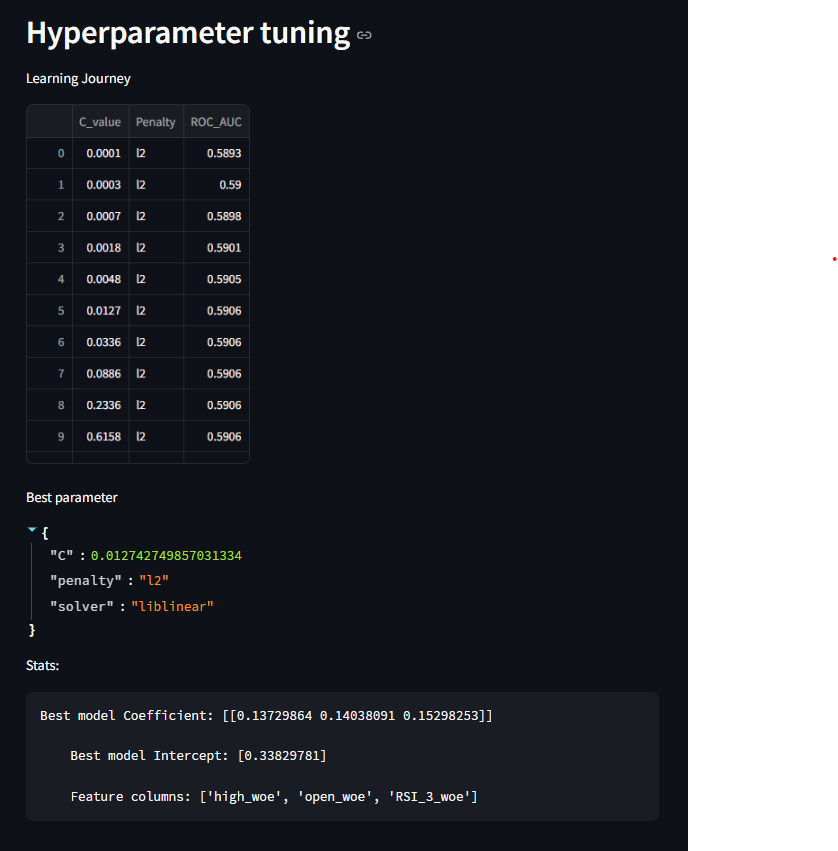 Hyperparameter tuning
Learning Journey
C_value Penalty ROC_AUC
0 0.0001 l2 0.5893
1 0.0003 l2 0.59
2 0.0007 l2 0.5898
3 0.0018 l2 0.5901
4 0.0048 l2 0.5905
5 0.0127 l2 0.5906
6 0.0336 l2 0.5906
7 0.0886 l2 0.5906
8 0.2336 l2 0.5906
9 0.6158 l2 0.5906
Best parameter
{
"C" : 0.012742749857031334
"penalty" : "l2"
"solver" : "liblinear"
}
Stats:
Best model Coefficient: [[0.13729864 0.14038091 0.15298253]]
Best model Intercept: [0.33829781]
Feature columns: ['high_woe', 'open_woe', 'RSI_3_woe']